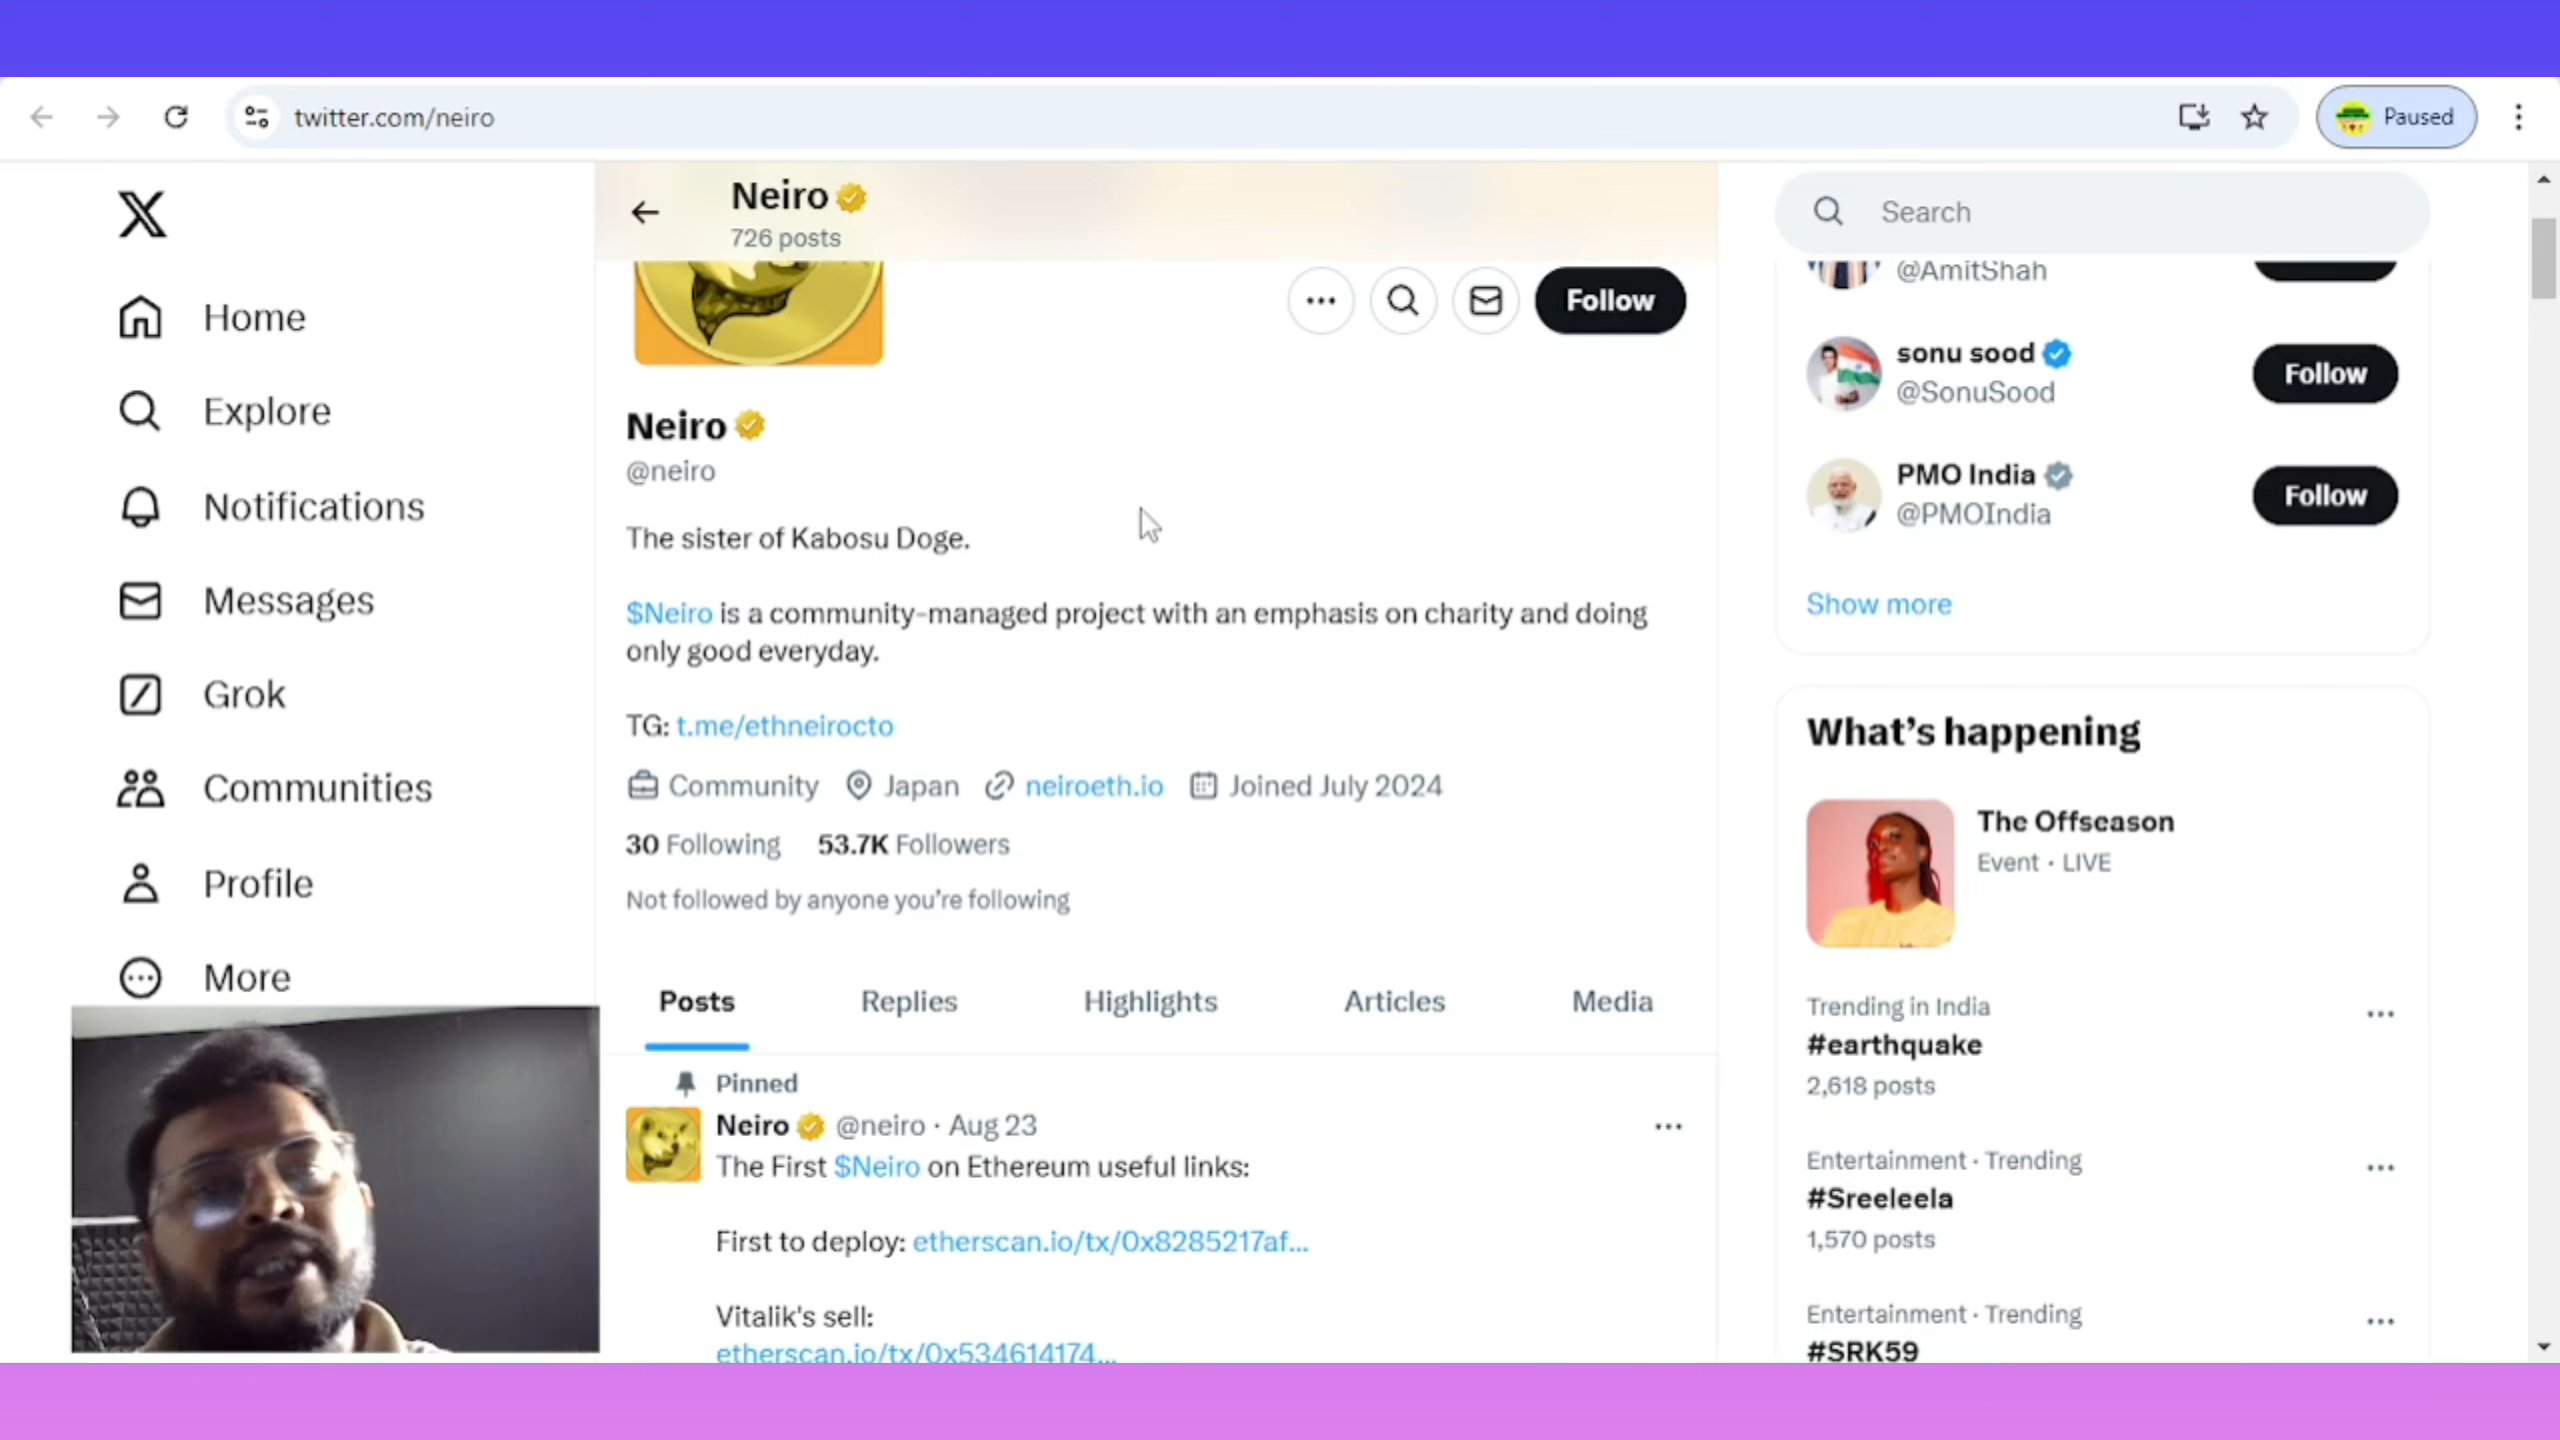 twitter.com/neiro
Paused
Home
Explore
Notifications
Messages
Grok
Communities
Profile
More
Neiro
726 posts
Follow
Neiro
@neiro
The sister of Kabosu Doge.
$Neiro is a community-managed project with an emphasis on charity and doing
only good everyday.
TG: t.me/ethneirocto
Community Japan neiroeth.io Joined July 2024
30 Following 53.7K Followers
Not followed by anyone you're following
Posts Replies Highlights Articles Media
Pinned
Neiro @neiro · Aug 23
The First $Neiro on Ethereum useful links:
First to deploy: etherscan.io/tx/0x8285217af...
Vitalik's sell:
etherscan.io/tx/0x534614174...
Search
@AmitShah
sonu sood
@SonuSood
Follow
PMO India
@PMOIndia
Follow
Show more
What's happening
The Offseason
Event · LIVE
Trending in India
#earthquake
2,618 posts
Entertainment · Trending
#Sreeleela
1,570 posts
Entertainment · Trending
#SRK59